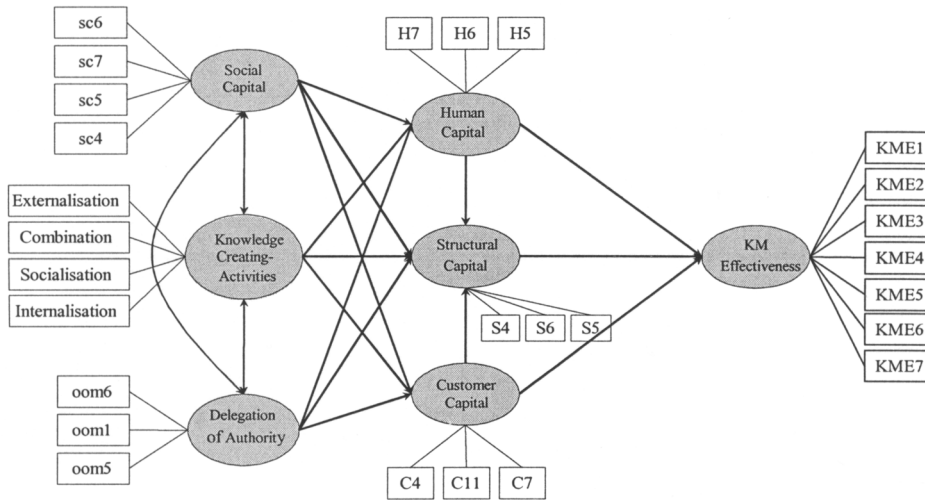 sc6
sc7
sc5
sc4
Social
Capital
Externalisation
Combination
Socialisation
Internalisation
Knowledge
Creating-
Activities
oom6
oom1
oom5
Delegation
of Authority
H7
H6
H5
Human
Capital
Structural
Capital
S4
S6
S5
Customer
Capital
C4
C11
C7
KM
Effectiveness
KME1
KME2
KME3
KME4
KME5
KME6
KME7